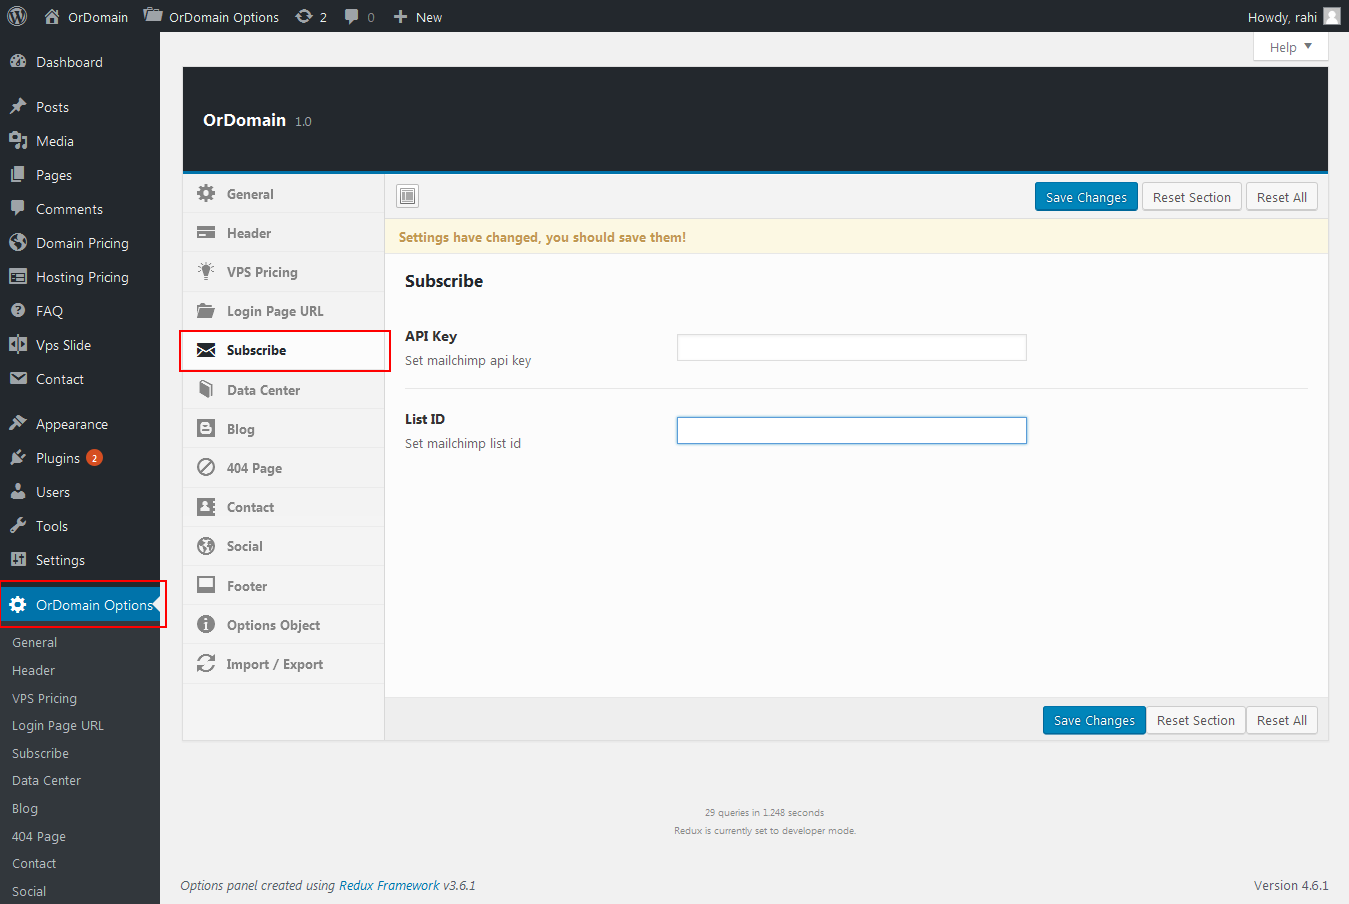 OrDomain OrDomain Options 2 0 New Howdy, rahi
Help
Dashboard
Posts
Media
Pages
Comments
Domain Pricing
Hosting Pricing
FAQ
Vps Slide
Contact
Appearance
Plugins 2
Users
Tools
Settings
OrDomain Options
General
Header
VPS Pricing
Login Page URL
Subscribe
Data Center
Blog
404 Page
Contact
Social
OrDomain 1.0
General
Header
VPS Pricing
Login Page URL
Subscribe
Data Center
Blog
404 Page
Contact
Social
Footer
Options Object
Import / Export
Save Changes Reset Section Reset All
Settings have changed, you should save them!
Subscribe
API Key
Set mailchimp api key
List ID
Set mailchimp list id
Save Changes Reset Section Reset All
29 queries in 1.248 seconds
Redux is currently set to developer mode.
Options panel created using Redux Framework v3.6.1
Version 4.6.1